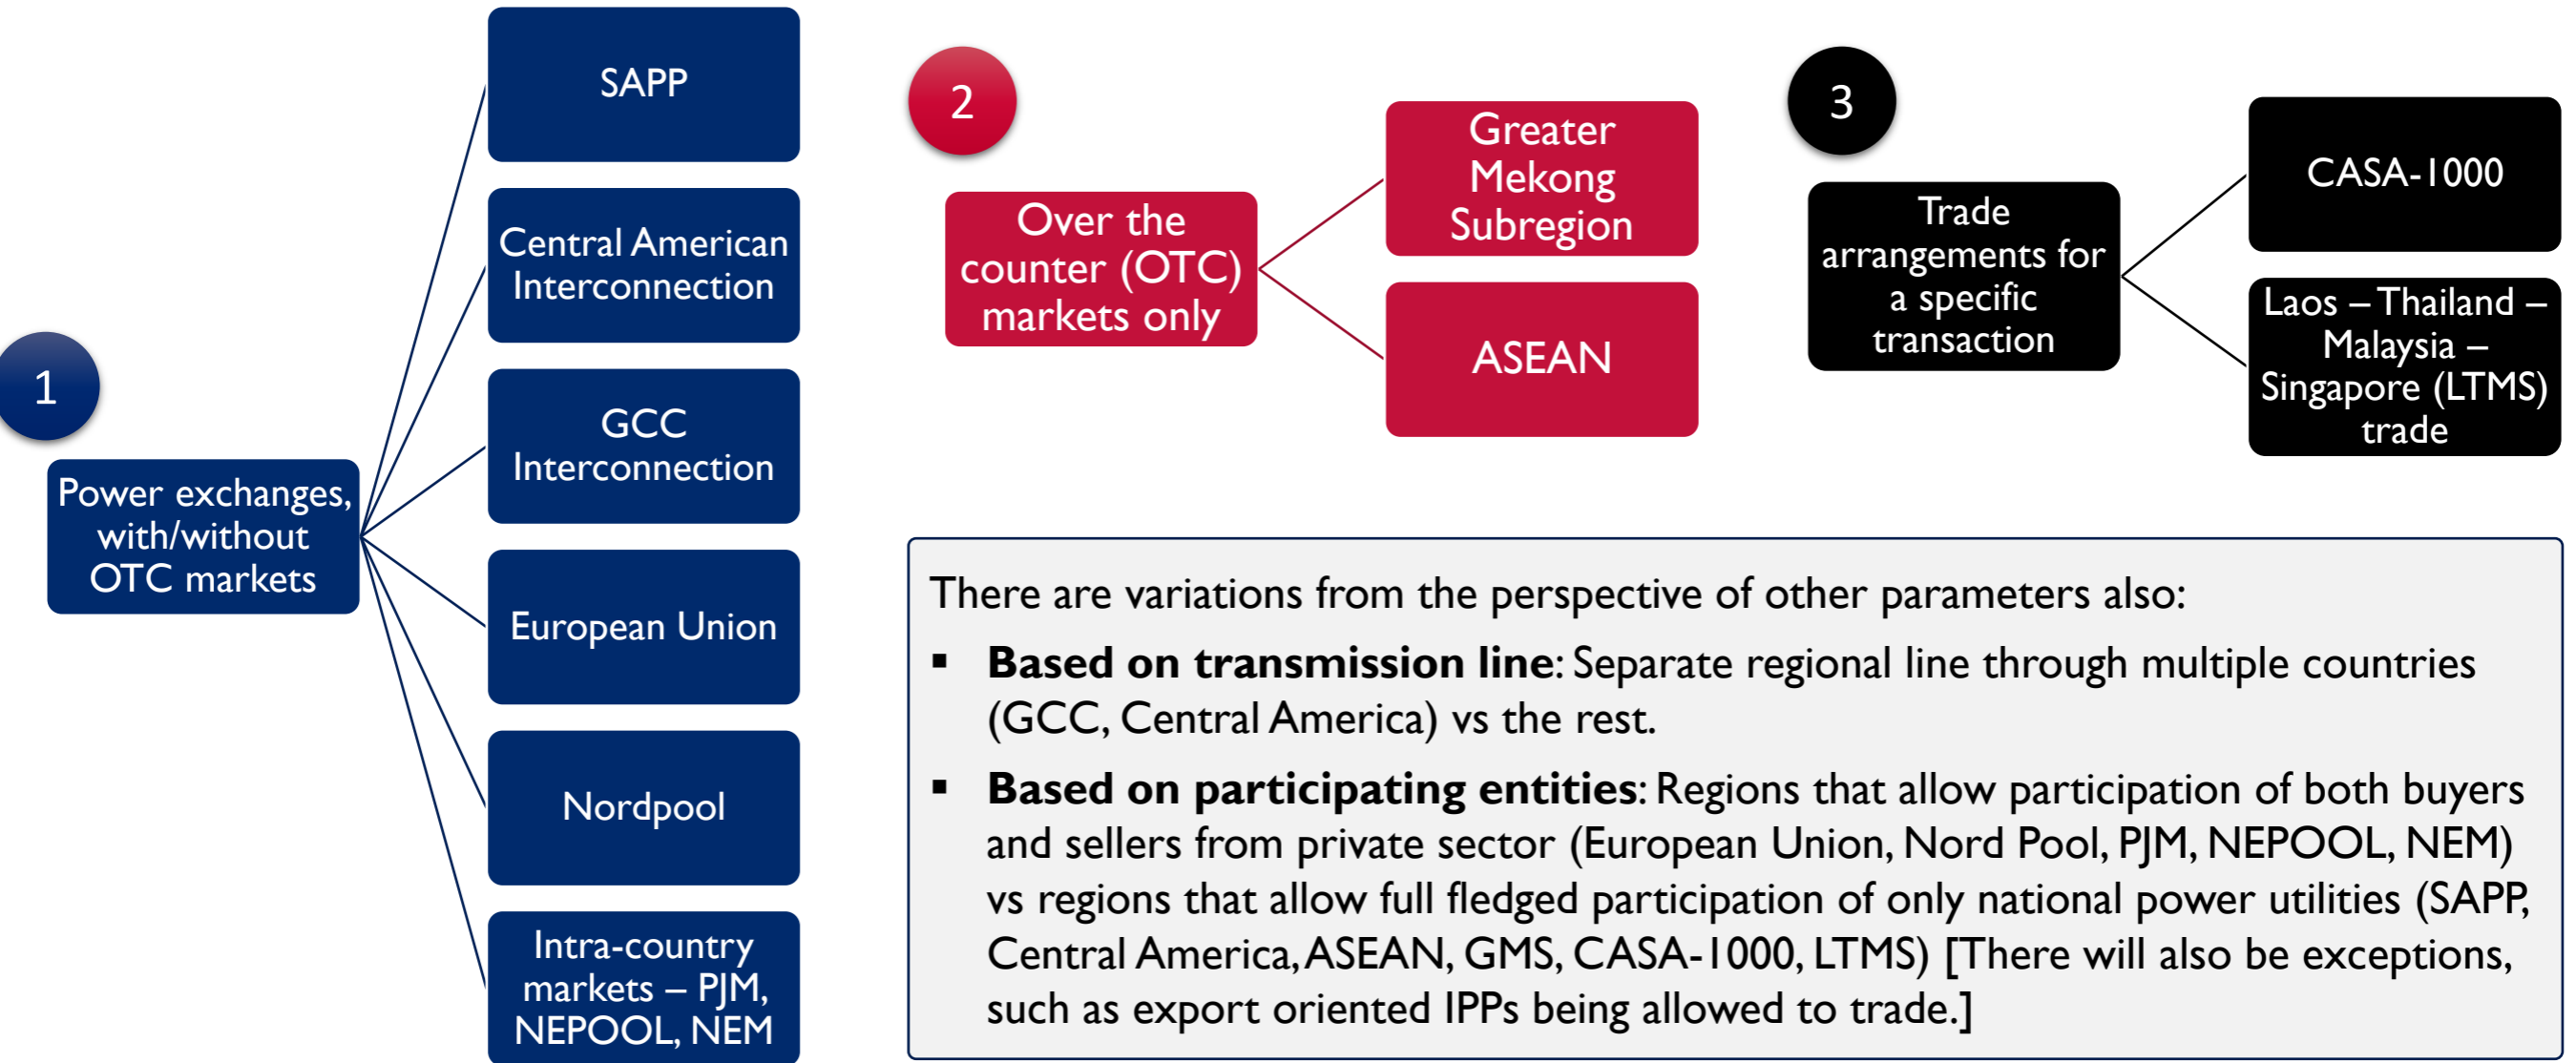 1
Power exchanges,
with/without
OTC markets
SAPP
Central American
Interconnection
GCC
Interconnection
European Union
Nordpool
Intra-country
markets – PJM,
NEPOOL, NEM
2
Over the
counter (OTC)
markets only
Greater
Mekong
Subregion
ASEAN
3
Trade
arrangements for
a specific
transaction
CASA-1000
Laos – Thailand –
Malaysia –
Singapore (LTMS)
trade
There are variations from the perspective of other parameters also:
▪ Based on transmission line: Separate regional line through multiple countries
(GCC, Central America) vs the rest.
▪ Based on participating entities: Regions that allow participation of both buyers
and sellers from private sector (European Union, Nord Pool, PJM, NEPOOL, NEM)
vs regions that allow full fledged participation of only national power utilities (SAPP,
Central America, ASEAN, GMS, CASA-1000, LTMS) [There will also be exceptions,
such as export oriented IPPs being allowed to trade.]